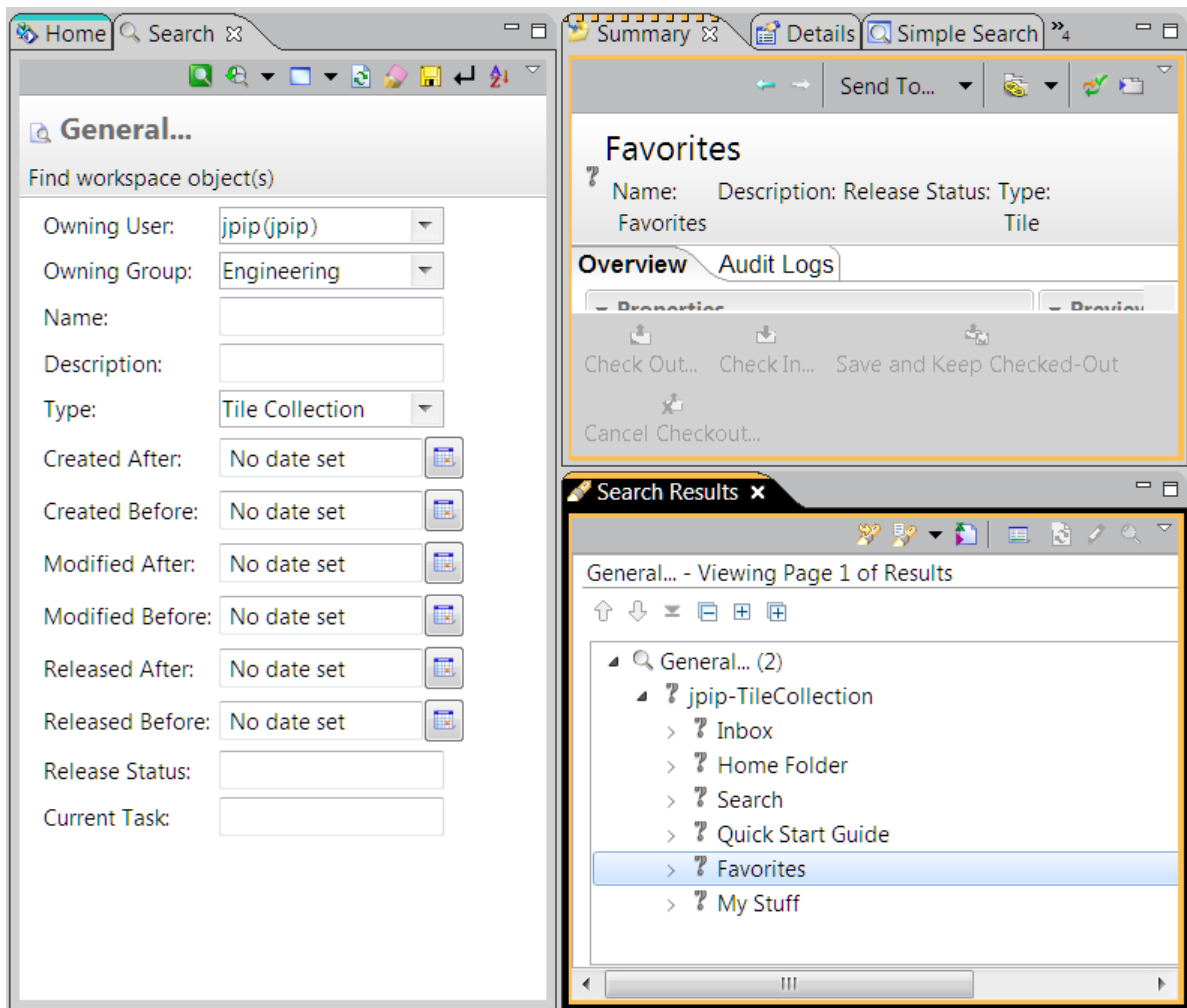 Home Search
General...
Find workspace object(s)
Owning User: jpip(jpip)
Owning Group: Engineering
Name:
Description:
Type: Tile Collection
Created After: No date set
Created Before: No date set
Modified After: No date set
Modified Before: No date set
Released After: No date set
Released Before: No date set
Release Status:
Current Task:
Summary Details Simple Search »4
Send To...
Favorites
Name: Description: Release Status: Type:
Favorites Tile
Overview Audit Logs
Properties Preview
Check Out... Check In... Save and Keep Checked-Out
Cancel Checkout...
Search Results
General... - Viewing Page 1 of Results
General... (2)
jpip-TileCollection
Inbox
Home Folder
Search
Quick Start Guide
Favorites
My Stuff